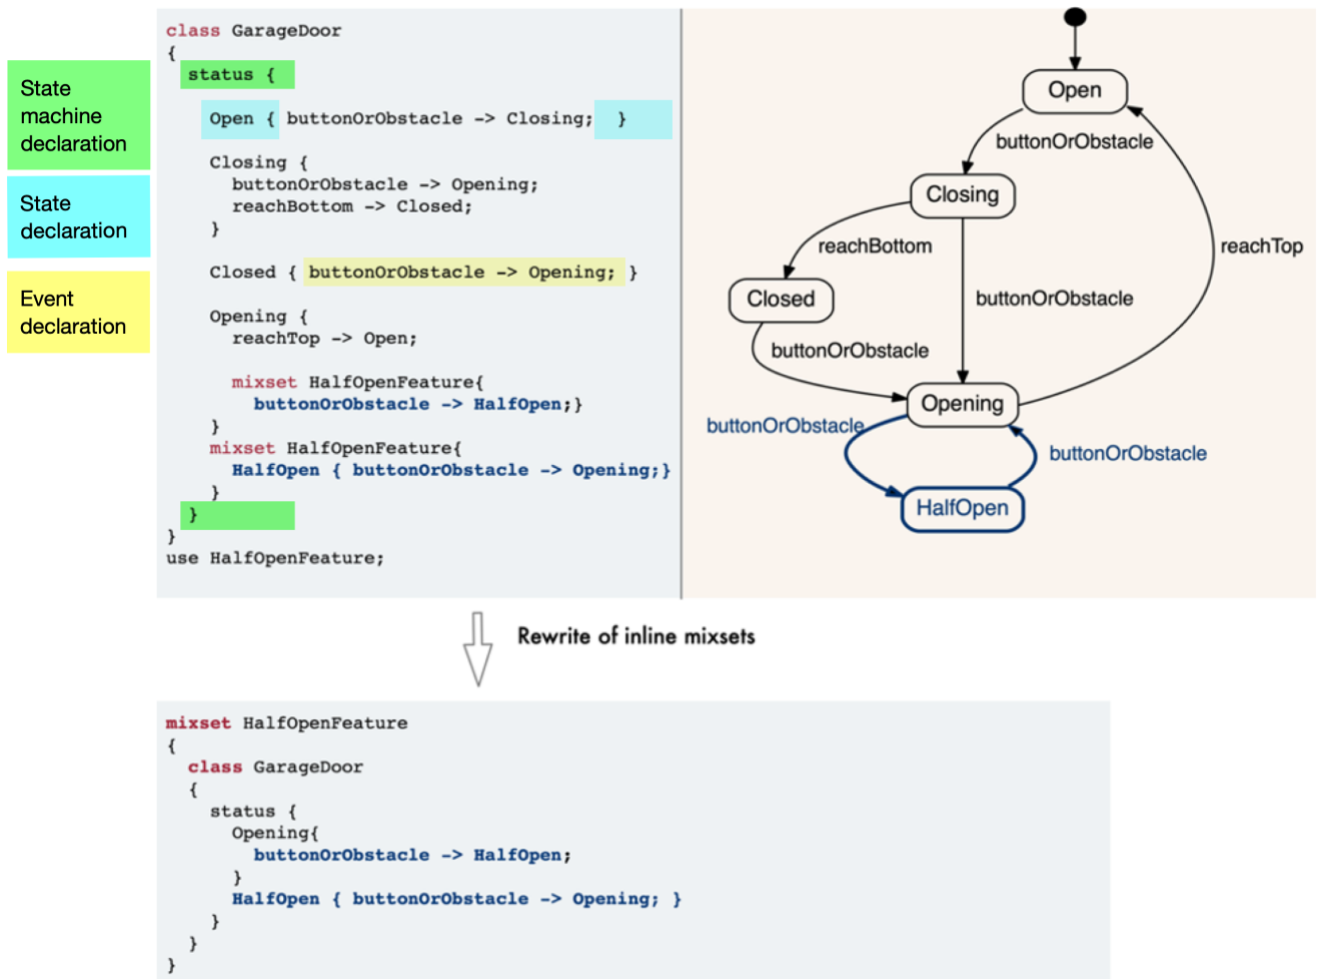 State
machine
declaration
State
declaration
Event
declaration
class GarageDoor
{
status {
Open { buttonOrObstacle -> Closing; }
Closing {
buttonOrObstacle -> Opening;
reachBottom -> Closed;
}
Closed { buttonOrObstacle -> Opening; }
Opening {
reachTop -> Open;
mixset HalfOpenFeature{
buttonOrObstacle -> HalfOpen;}
}
mixset HalfOpenFeature{
HalfOpen { buttonOrObstacle -> Opening;}
}
}
}
use HalfOpenFeature;
Open
buttonOrObstacle
Closing
reachBottom
reachTop
Closed
buttonOrObstacle
buttonOrObstacle
Opening
buttonOrObstacle
buttonOrObstacle
HalfOpen
Rewrite of inline mixsets
mixset HalfOpenFeature
{
class GarageDoor
{
status {
Opening{
buttonOrObstacle -> HalfOpen;
}
HalfOpen { buttonOrObstacle -> Opening; }
}
}
}